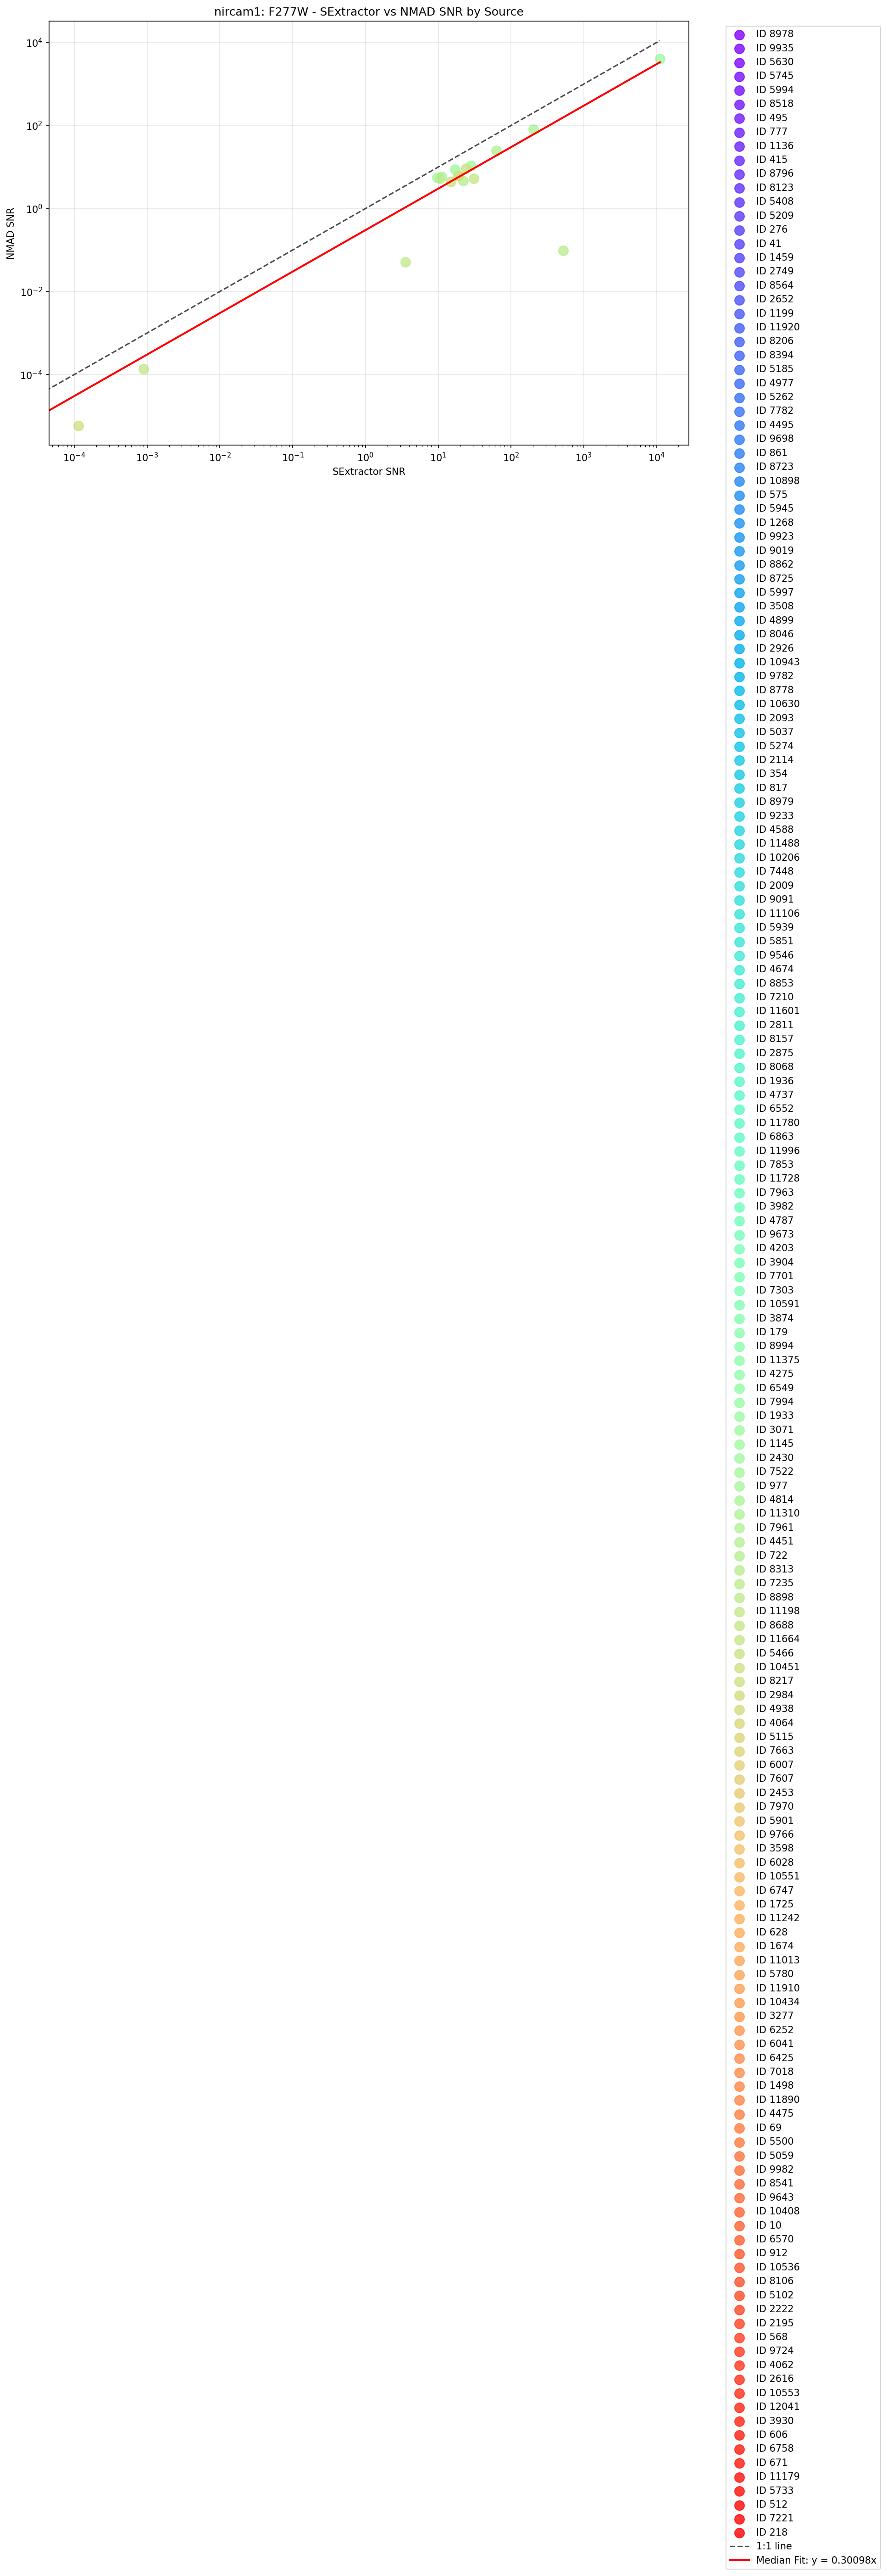 nircam1: F277W - SExtractor vs NMAD SNR by Source
NMAD SNR
10^4
10^2
10^0
10^-2
10^-4
10^-4
10^-3
10^-2
10^-1
10^0
10^1
10^2
10^3
10^4
SExtractor SNR
ID 8978
ID 9935
ID 5630
ID 5745
ID 5994
ID 8518
ID 495
ID 777
ID 1136
ID 415
ID 8796
ID 8123
ID 5408
ID 5209
ID 276
ID 41
ID 1459
ID 2749
ID 8564
ID 2652
ID 1199
ID 11920
ID 8206
ID 8394
ID 5185
ID 4977
ID 5262
ID 7782
ID 4495
ID 9698
ID 861
ID 8723
ID 10898
ID 575
ID 5945
ID 1268
ID 9923
ID 9019
ID 8862
ID 8725
ID 5997
ID 3508
ID 4899
ID 8046
ID 2926
ID 10943
ID 9782
ID 8778
ID 10630
ID 2093
ID 5037
ID 5274
ID 2114
ID 354
ID 817
ID 8979
ID 9233
ID 4588
ID 11488
ID 10206
ID 7448
ID 2009
ID 9091
ID 11106
ID 5939
ID 5851
ID 9546
ID 4674
ID 8853
ID 7210
ID 11601
ID 2811
ID 8157
ID 2875
ID 8068
ID 1936
ID 4737
ID 6552
ID 11780
ID 6863
ID 11996
ID 7853
ID 11728
ID 7963
ID 3982
ID 4787
ID 9673
ID 4203
ID 3904
ID 7701
ID 7303
ID 10591
ID 3874
ID 179
ID 8994
ID 11375
ID 4275
ID 6549
ID 7994
ID 1933
ID 3071
ID 1145
ID 2430
ID 7522
ID 977
ID 4814
ID 11310
ID 7961
ID 4451
ID 722
ID 8313
ID 7235
ID 8898
ID 11198
ID 8688
ID 11664
ID 5466
ID 10451
ID 8217
ID 2984
ID 4938
ID 4064
ID 5115
ID 7663
ID 6007
ID 7607
ID 2453
ID 7970
ID 5901
ID 9766
ID 3598
ID 6028
ID 10551
ID 6747
ID 1725
ID 11242
ID 628
ID 1674
ID 11013
ID 5780
ID 11910
ID 10434
ID 3277
ID 6252
ID 6041
ID 6425
ID 7018
ID 1498
ID 11890
ID 4475
ID 69
ID 5500
ID 5059
ID 9982
ID 8541
ID 9643
ID 10408
ID 10
ID 6570
ID 912
ID 10536
ID 8106
ID 5102
ID 2222
ID 2195
ID 568
ID 9724
ID 4062
ID 2616
ID 10553
ID 12041
ID 3930
ID 606
ID 6758
ID 671
ID 11179
ID 5733
ID 512
ID 7221
ID 218
1:1 line
Median Fit: y = 0.30098x